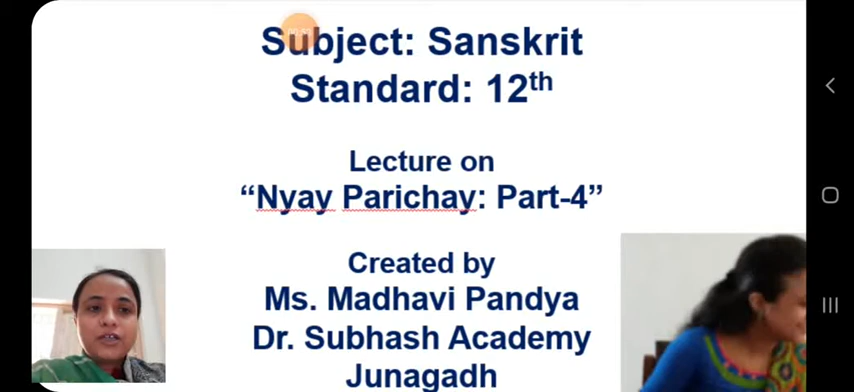 Subject: Sanskrit
Standard: 12th
Lecture on
“Nyay Parichay: Part-4”
Created by
Ms. Madhavi Pandya
Dr. Subhash Academy
Junagadh